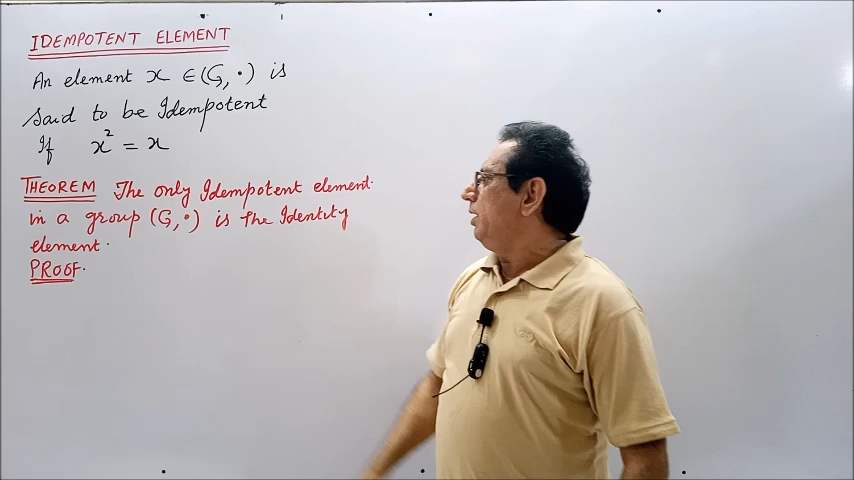 IDEMPOTENT ELEMENT
An element x ∈ (G, •) is
Said to be Idempotent
If x² = x
THEOREM The only Idempotent element.
in a group (G, •) is the Identity
element.
PROOF.